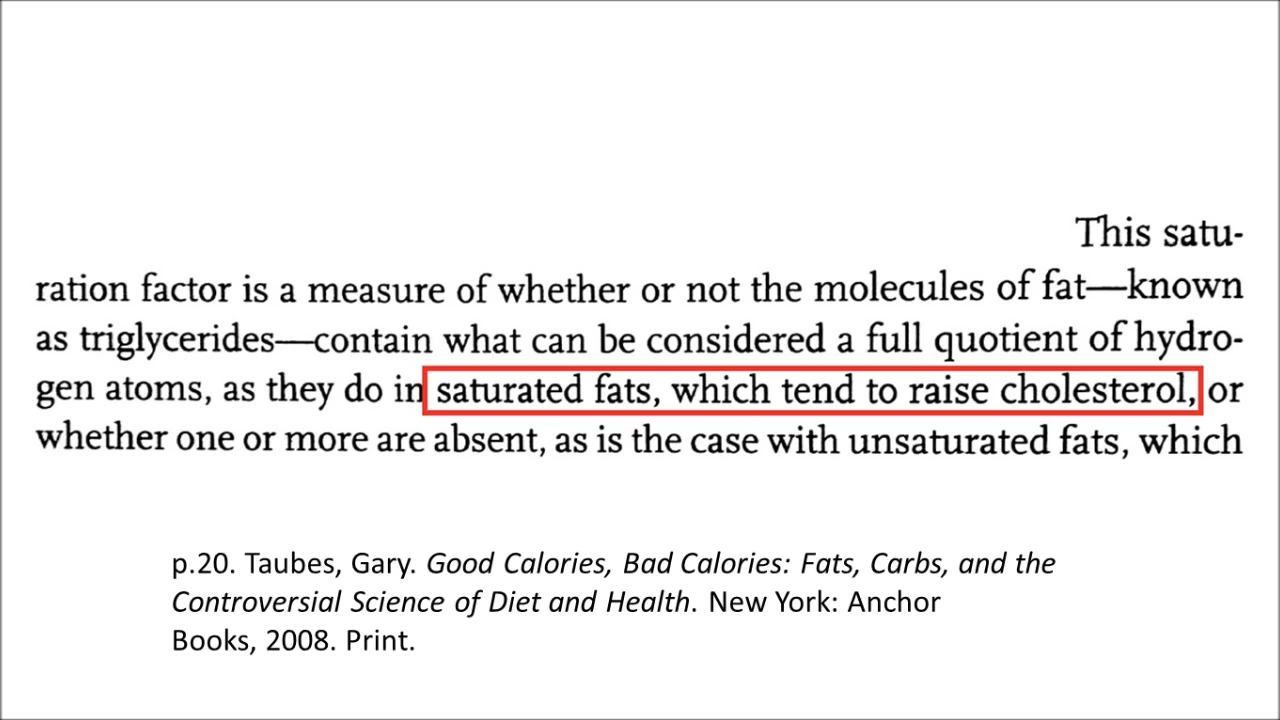 This satu-
ration factor is a measure of whether or not the molecules of fat—known
as triglycerides—contain what can be considered a full quotient of hydro-
gen atoms, as they do in saturated fats, which tend to raise cholesterol, or
whether one or more are absent, as is the case with unsaturated fats, which
p.20. Taubes, Gary. Good Calories, Bad Calories: Fats, Carbs, and the
Controversial Science of Diet and Health. New York: Anchor
Books, 2008. Print.